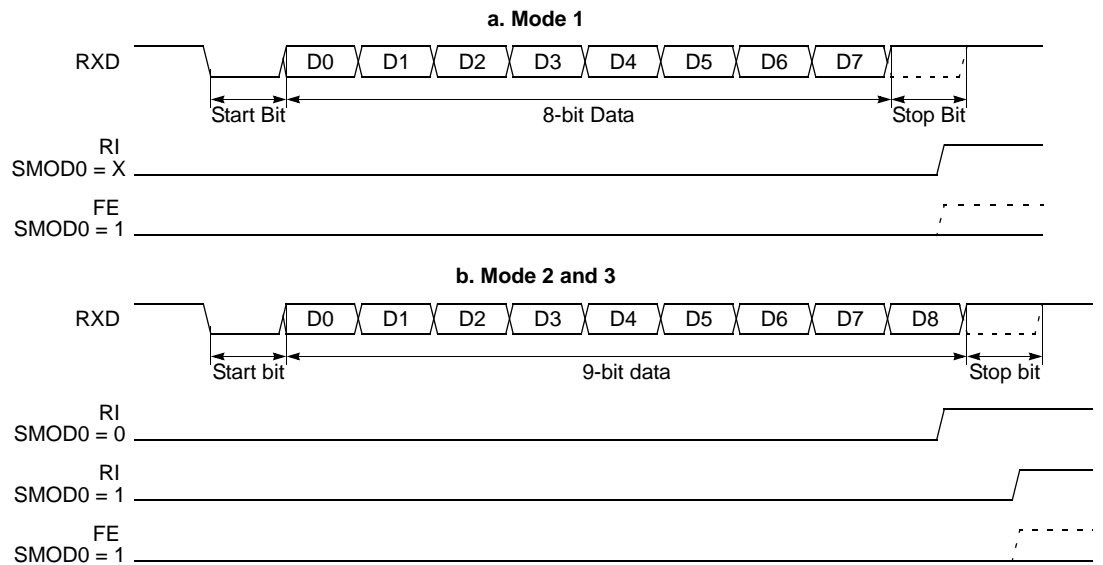 a. Mode 1
RXD
D0 D1 D2 D3 D4 D5 D6 D7
Start Bit 8-bit Data Stop Bit
RI
SMOD0 = X
FE
SMOD0 = 1
b. Mode 2 and 3
RXD
D0 D1 D2 D3 D4 D5 D6 D7 D8
Start bit 9-bit data Stop bit
RI
SMOD0 = 0
RI
SMOD0 = 1
FE
SMOD0 = 1